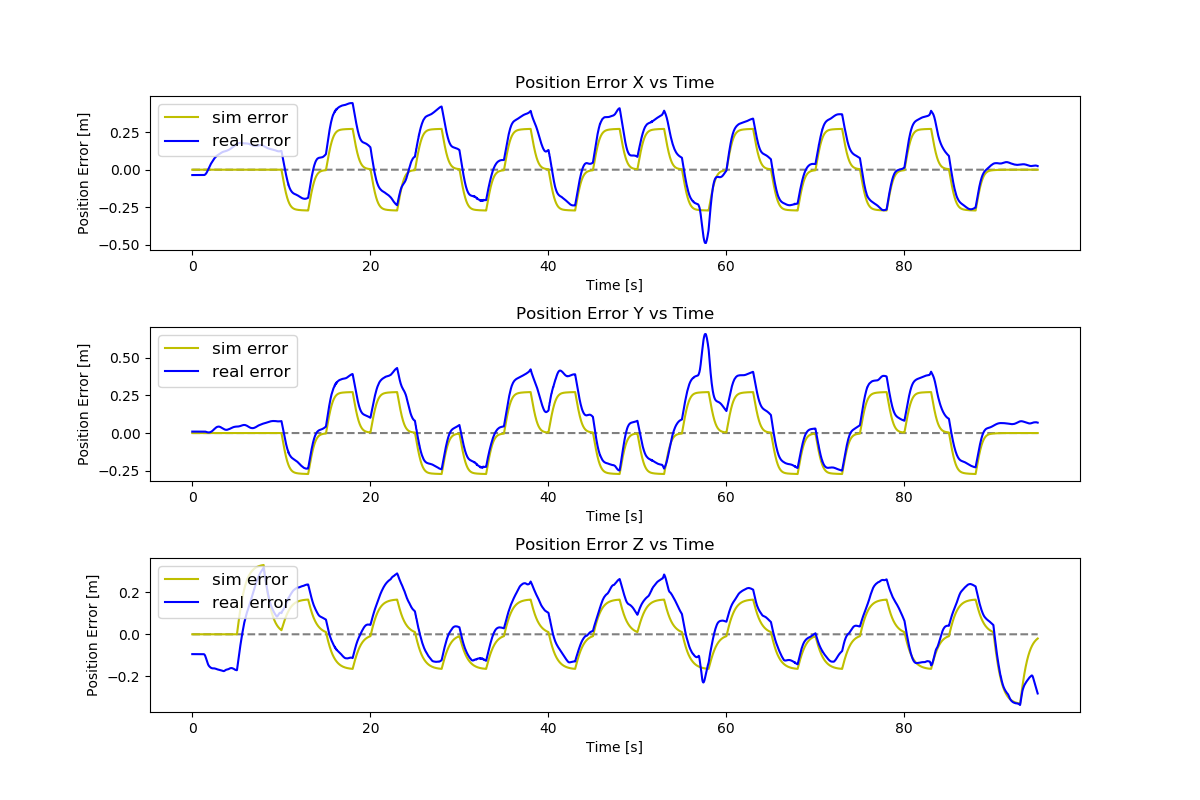 Position Error X vs Time
Position Error [m]
0.25
0.00
−0.25
−0.50
sim error
real error
0 20 40 60 80
Time [s]
Position Error Y vs Time
Position Error [m]
0.50
0.25
0.00
−0.25
sim error
real error
0 20 40 60 80
Time [s]
Position Error Z vs Time
Position Error [m]
0.2
0.0
−0.2
sim error
real error
0 20 40 60 80
Time [s]